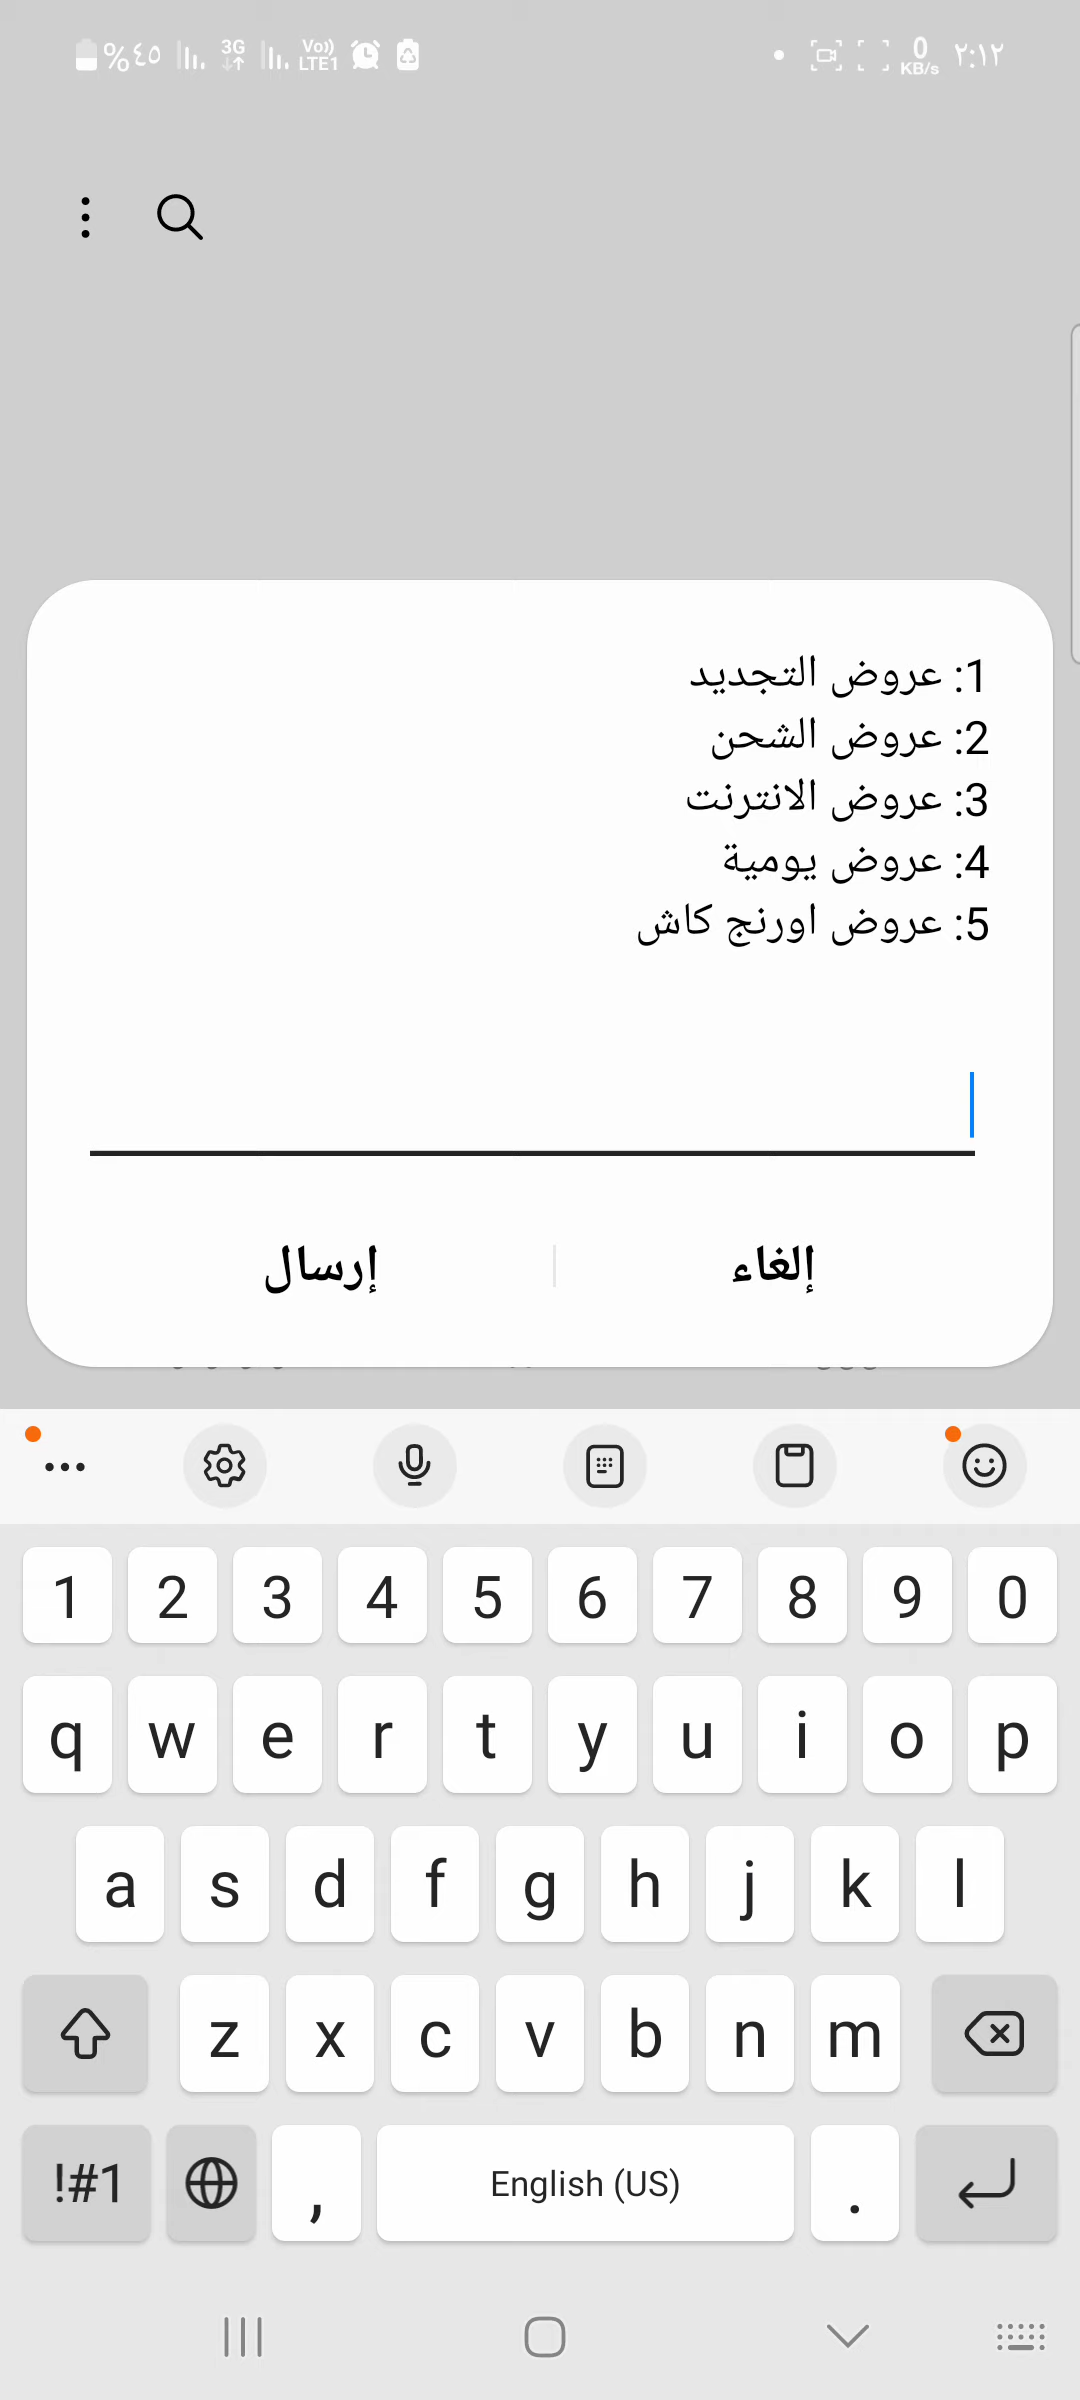 %٤٥ 3G Vo) LTE1 0 KB/s ٢:١٢
1: عروض التجديد
2: عروض الشحن
3: عروض الانترنت
4: عروض يومية
5: عروض اورنج كاش
إلغاء إرسال
1 2 3 4 5 6 7 8 9 0
q w e r t y u i o p
a s d f g h j k l
z x c v b n m
!#1 , English (US) .